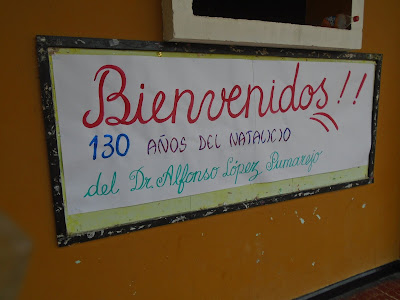 Bienvenidos!!
130 AÑOS DEL NATALICIO
del Dr. Alfonso López Pumarejo